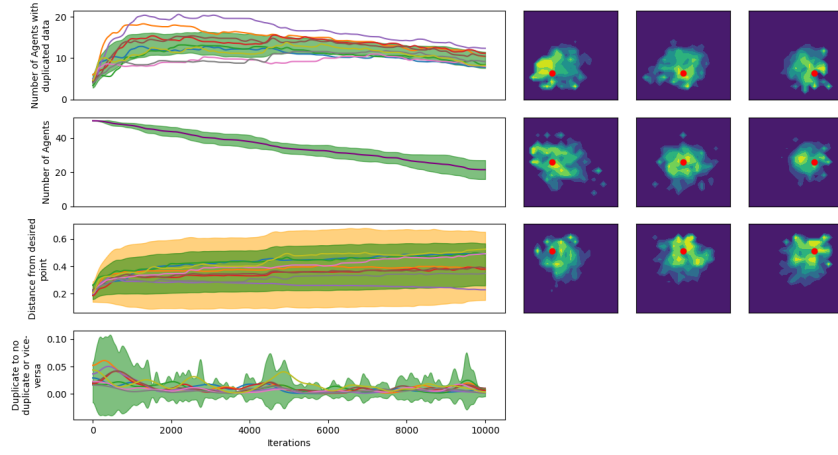 Number of Agents with
duplicated data
20
10
0
Number of Agents
40
20
0
Distance from desired
point
0.6
0.4
0.2
Duplicate to no
duplicate or vice-
versa
0.10
0.05
0.00
0
2000
4000
6000
8000
10000
Iterations